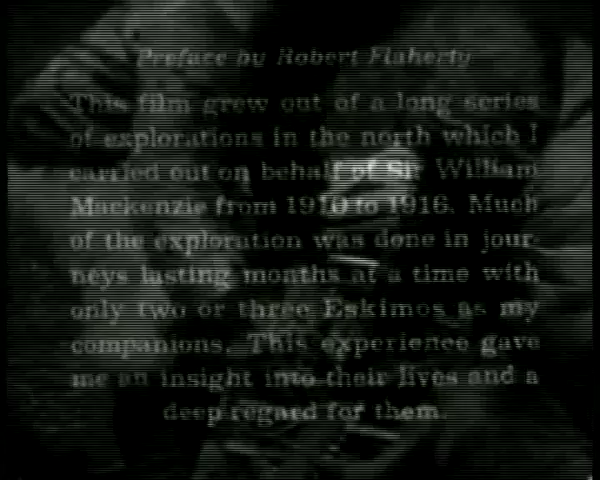 Preface by Robert Flaherty
This film grew out of a long series
of explorations in the north which I
carried out on behalf of Sir William
Mackenzie from 1910 to 1916. Much
of the exploration was done in jour-
neys lasting months at a time with
only two or three Eskimos as my
companions. This experience gave
me an insight into their lives and a
deep regard for them.